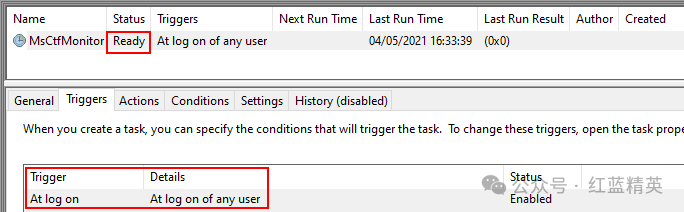 Name Status Triggers Next Run Time Last Run Time Last Run Result Author Created
MsCtfMonitor Ready At log on of any user 04/05/2021 16:33:39 (0x0)
General Triggers Actions Conditions Settings History (disabled)
When you create a task, you can specify the conditions that will trigger the task. To change these triggers, open the task prope
Trigger Details Status
At log on At log on of any user Enabled
公众号 · 红蓝精英